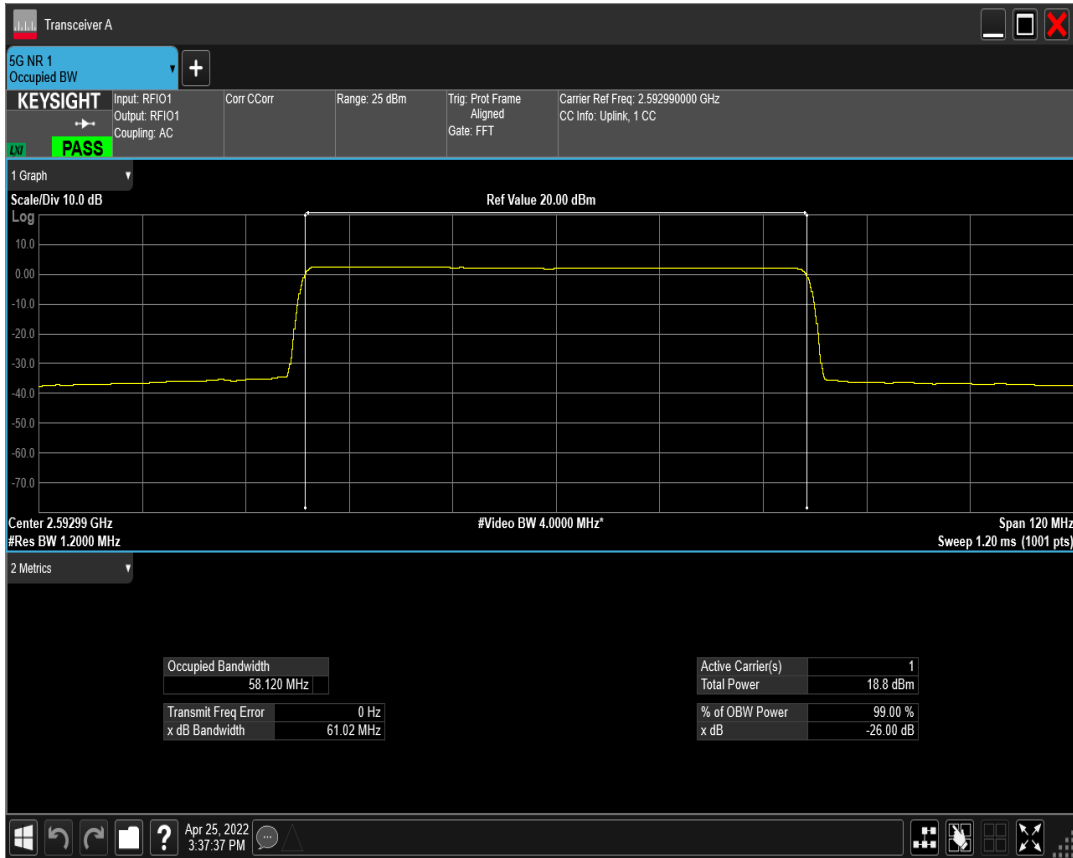 Transceiver A
5G NR 1
Occupied BW
KEYSIGHT
LXI
PASS
Input: RFIO1
Output: RFIO1
Coupling: AC
Corr CCorr
Range: 25 dBm
Trig: Prot Frame
Aligned
Gate: FFT
Carrier Ref Freq: 2.592990000 GHz
CC Info: Uplink, 1 CC
1 Graph
Scale/Div 10.0 dB
Ref Value 20.00 dBm
Log
10.0
0.00
-10.0
-20.0
-30.0
-40.0
-50.0
-60.0
-70.0
Center 2.59299 GHz
#Video BW 4.0000 MHz*
Span 120 MHz
#Res BW 1.2000 MHz
Sweep 1.20 ms (1001 pts)
2 Metrics
Occupied Bandwidth
58.120 MHz
Transmit Freq Error 0 Hz
x dB Bandwidth 61.02 MHz
Active Carrier(s) 1
Total Power 18.8 dBm
% of OBW Power 99.00 %
x dB -26.00 dB
Apr 25, 2022
3:37:37 PM